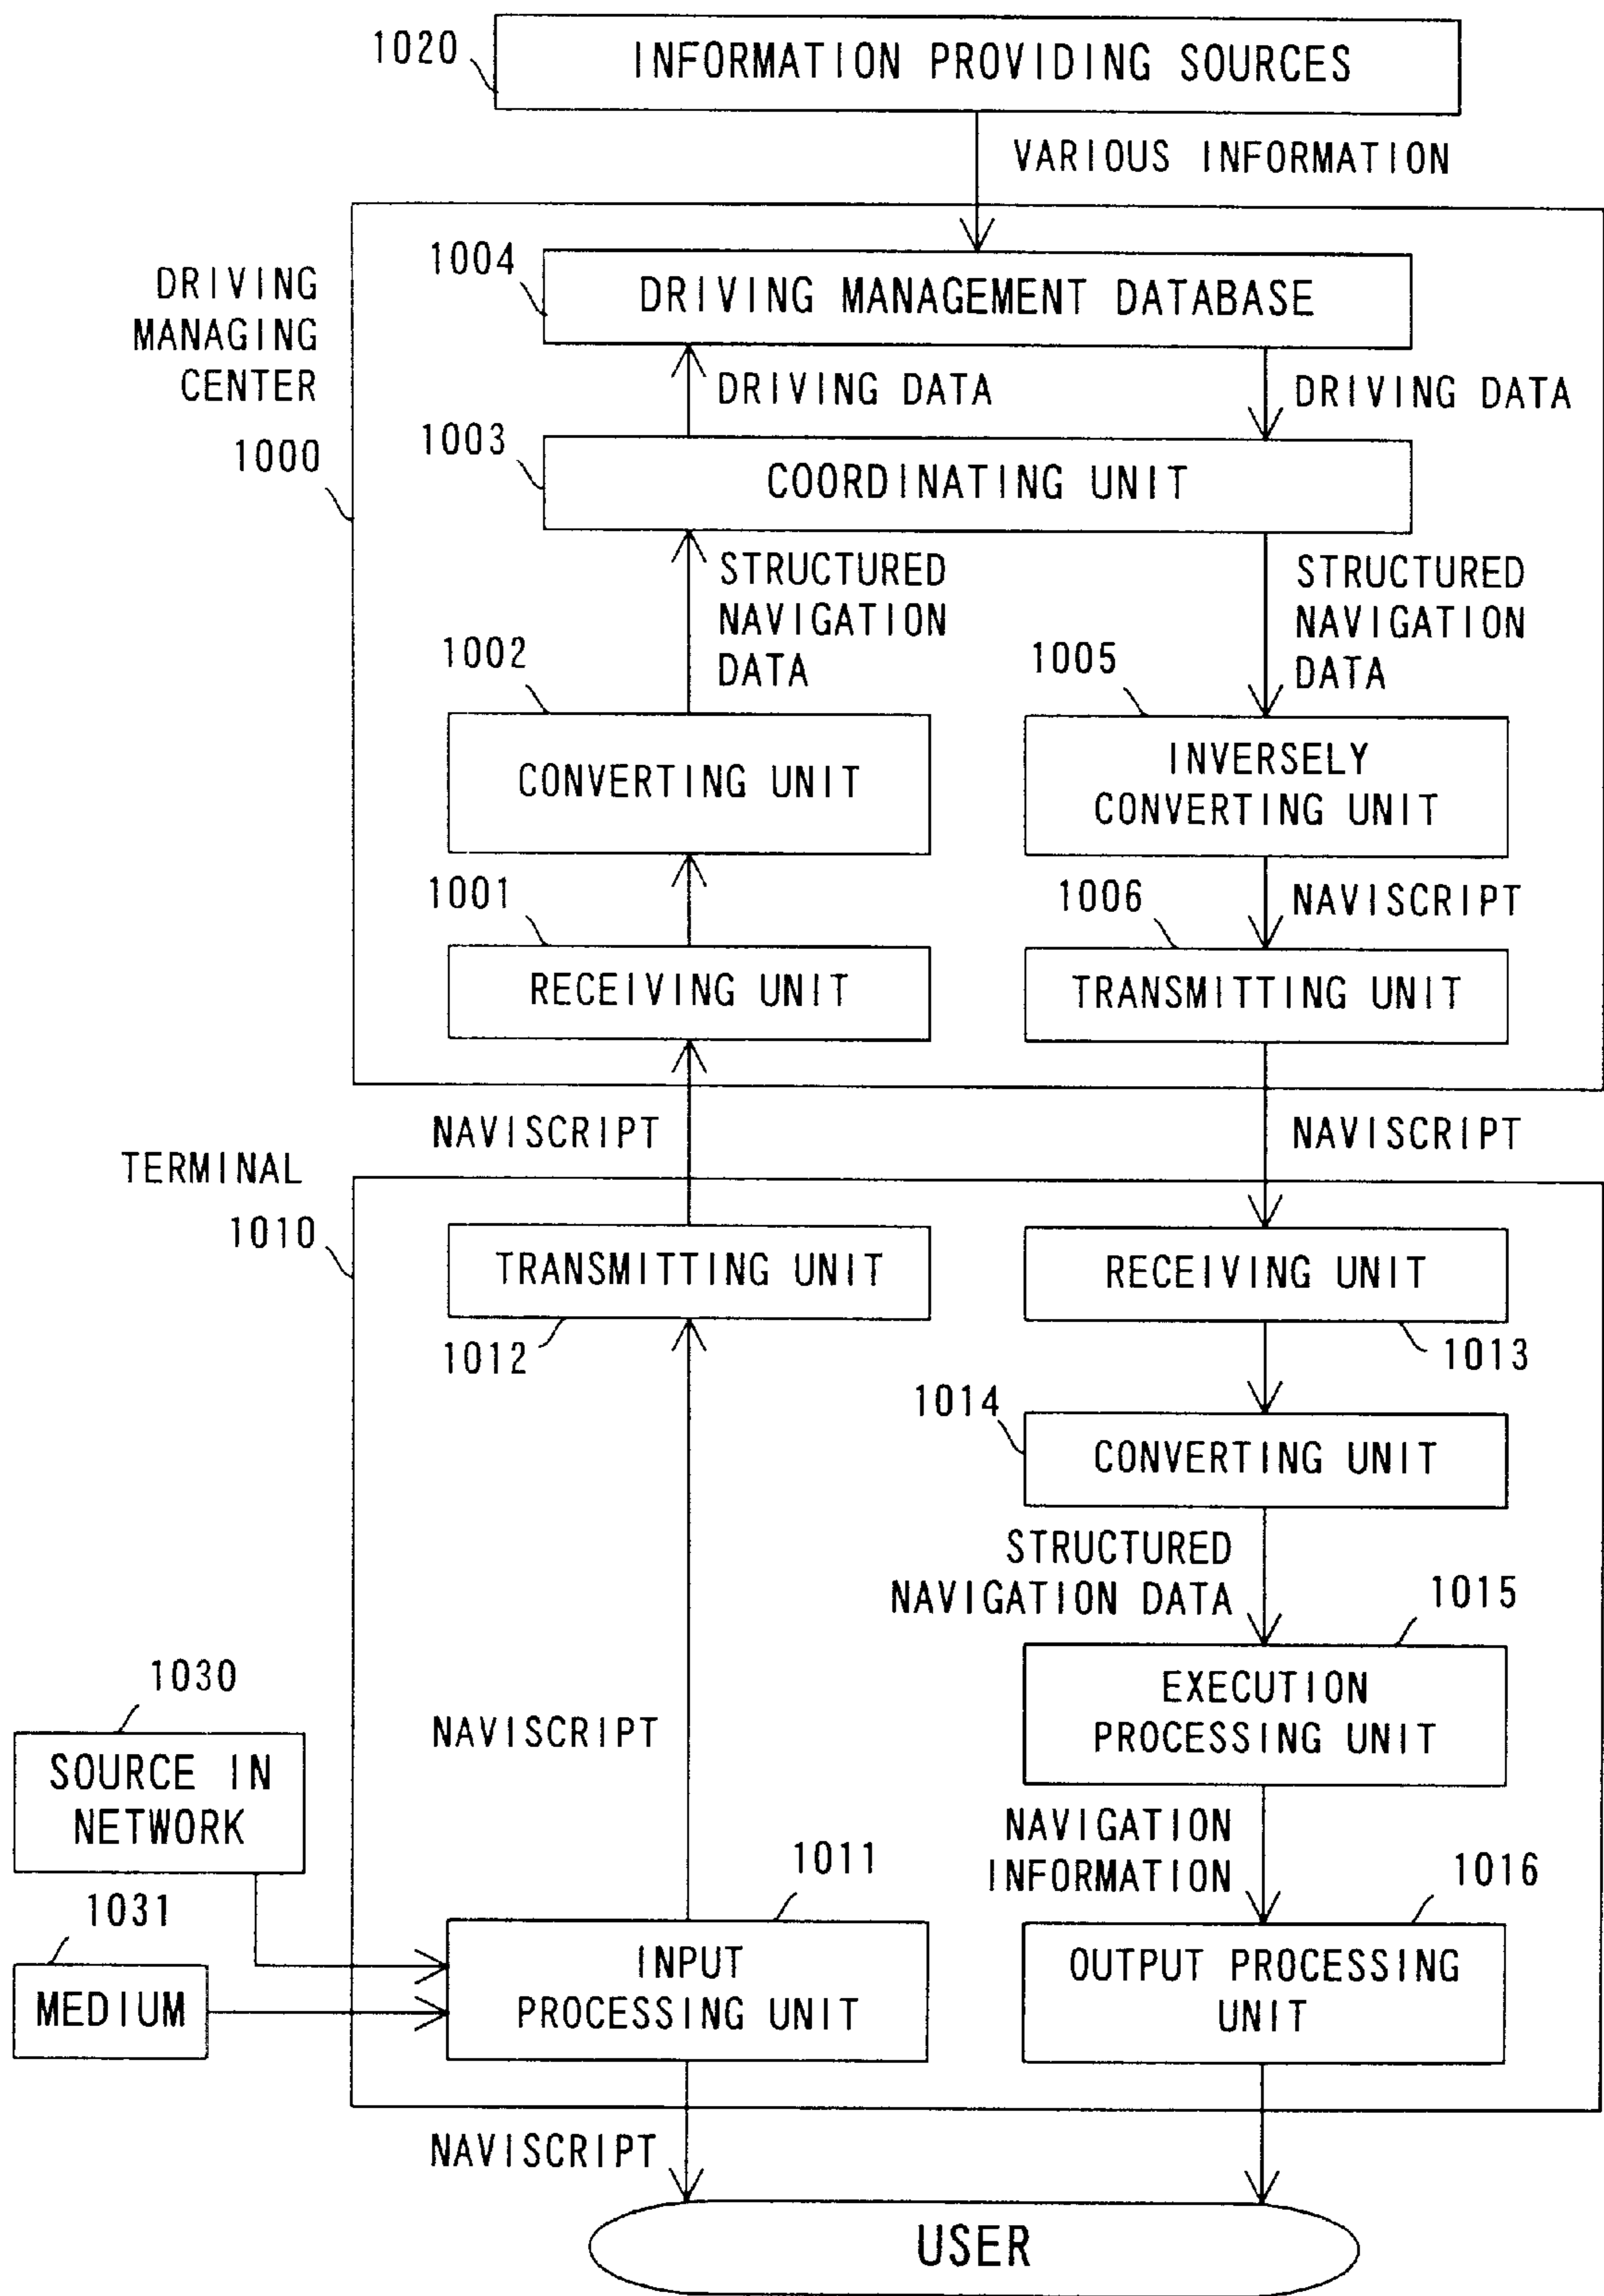 1020
INFORMATION PROVIDING SOURCES
VARIOUS INFORMATION
DRIVING
MANAGING
CENTER
1000
1004
DRIVING MANAGEMENT DATABASE
DRIVING DATA
DRIVING DATA
1003
COORDINATING UNIT
STRUCTURED
NAVIGATION
DATA
STRUCTURED
NAVIGATION
DATA
1002
CONVERTING UNIT
1005
INVERSELY
CONVERTING UNIT
1001
RECEIVING UNIT
NAVISCRIPT
1006
TRANSMITTING UNIT
NAVISCRIPT
NAVISCRIPT
TERMINAL
1010
TRANSMITTING UNIT
1012
RECEIVING UNIT
1013
1014
CONVERTING UNIT
STRUCTURED
NAVIGATION DATA
1015
EXECUTION
PROCESSING UNIT
NAVISCRIPT
1030
SOURCE IN
NETWORK
1031
MEDIUM
1011
INPUT
PROCESSING UNIT
NAVIGATION
INFORMATION
1016
OUTPUT PROCESSING
UNIT
NAVISCRIPT
USER